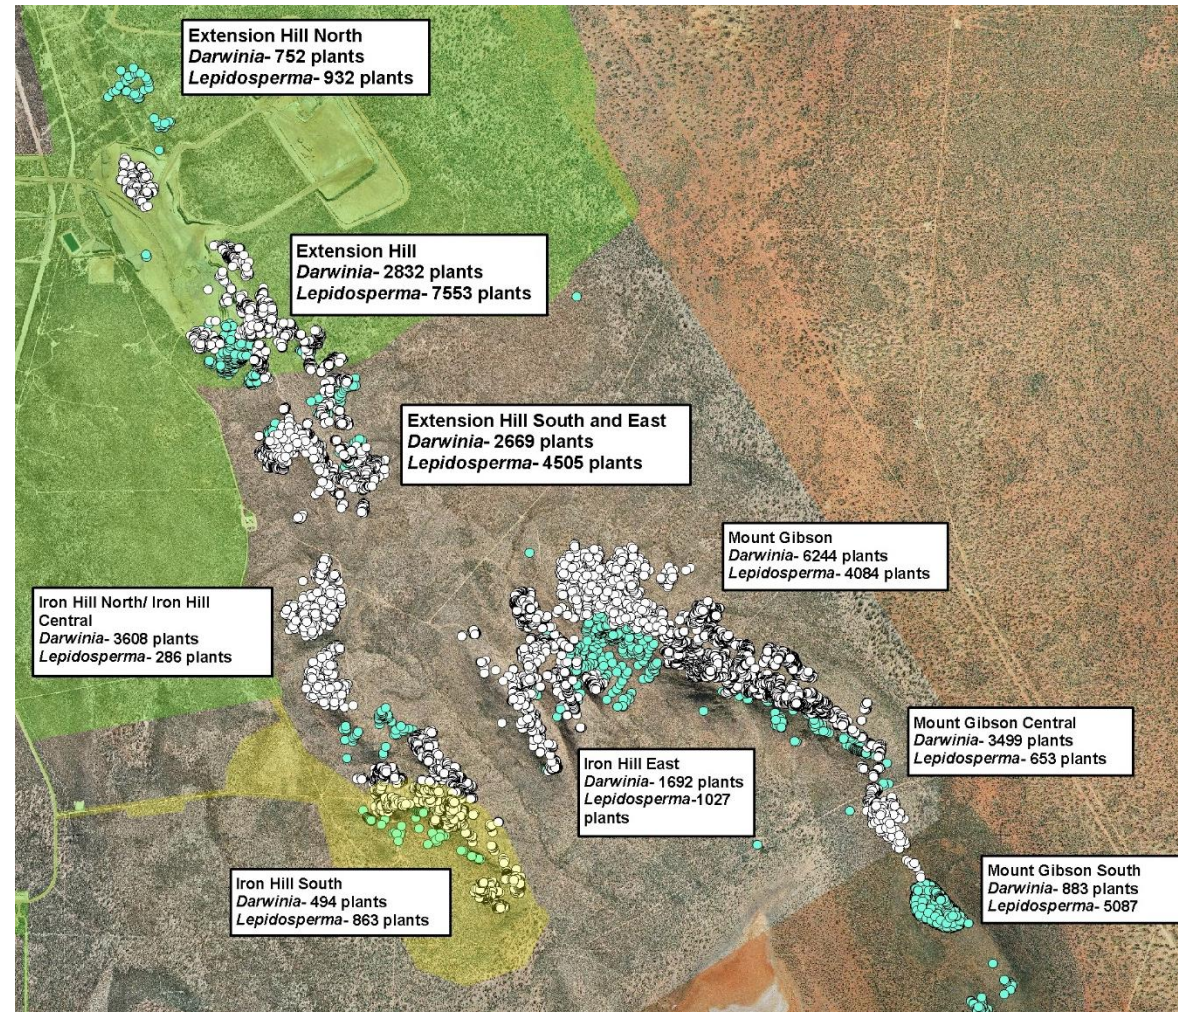 Extension Hill North
Darwinia- 752 plants
Lepidosperma- 932 plants
Extension Hill
Darwinia- 2832 plants
Lepidosperma- 7553 plants
Extension Hill South and East
Darwinia- 2669 plants
Lepidosperma- 4505 plants
Mount Gibson
Darwinia- 6244 plants
Lepidosperma- 4084 plants
Iron Hill North/ Iron Hill
Central
Darwinia- 3608 plants
Lepidosperma- 286 plants
Mount Gibson Central
Darwinia- 3499 plants
Lepidosperma- 653 plants
Iron Hill East
Darwinia- 1692 plants
Lepidosperma-1027
plants
Iron Hill South
Darwinia- 494 plants
Lepidosperma- 863 plants
Mount Gibson South
Darwinia- 883 plants
Lepidosperma- 5087